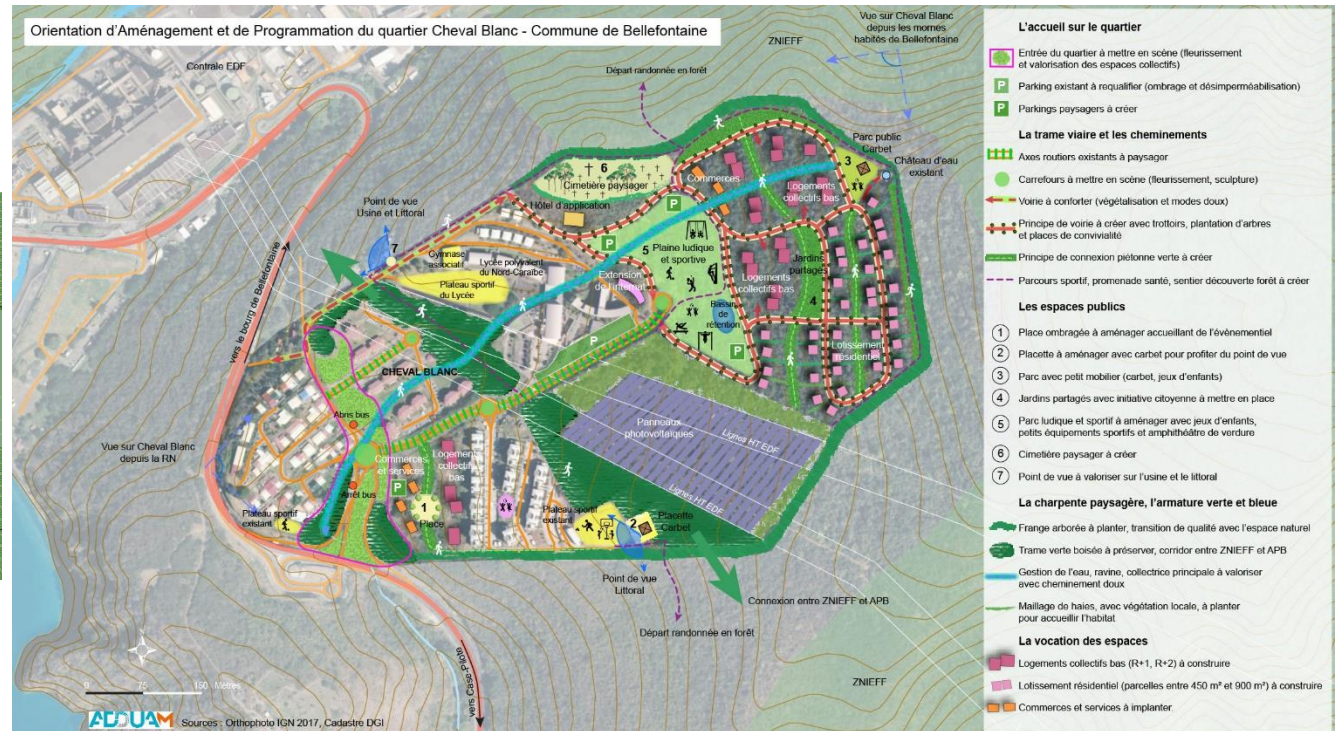 Orientation d'Aménagement et de Programmation du quartier Cheval Blanc - Commune de Bellefontaine
Centrale EDF
ZNIEFF
Vue sur Cheval Blanc
depuis les mornes
habités de Bellefontaine
Départ randonnée en forêt
Parc public
Carbet
3
Château d'eau
existant
6
Cimetière paysager
Commerces
Logements
collectifs bas
Hôtel d'application
Point de vue
Usine et Littoral
7
P
P
5
Plaine ludique
et sportive
Gymnase
associatif
Lycée polyvalent
du Nord-Caraïbe
Plateau sportif
du Lycée
Extension
de l'internat
Jardins
partagés
4
Logements
collectifs bas
Bassin
de
rétention
P
P
Lotissement
résidentiel
vers le bourg de Bellefontaine
CHEVAL BLANC
Abris bus
Panneaux
photovoltaïques
Lignes HT EDF
Lignes HT EDF
Vue sur Cheval Blanc
depuis la RN
Commerces
et services
Logements
collectifs
bas
Arrêt bus
P
1
Place
Plateau sportif
existant
Plateau sportif
existant
2
Placette
Carbet
Point de vue
Littoral
Connexion entre ZNIEFF et APB
Départ randonnée en forêt
ZNIEFF
vers Case-Pilote
0 75 150 Mètres
ADDUAM
Sources : Orthophoto IGN 2017, Cadastre DGI
L'accueil sur le quartier
Entrée du quartier à mettre en scène (fleurissement
et valorisation des espaces collectifs)
P Parking existant à requalifier (ombrage et désimperméabilisation)
P Parkings paysagers à créer
La trame viaire et les cheminements
Axes routiers existants à paysager
Carrefours à mettre en scène (fleurissement, sculpture)
Voirie à conforter (végétalisation et modes doux)
Principe de voirie à créer avec trottoirs, plantation d'arbres
et places de convivialité
Principe de connexion piétonne verte à créer
Parcours sportif, promenade santé, sentier découverte forêt à créer
Les espaces publics
1 Place ombragée à aménager accueillant de l'évènementiel
2 Placette à aménager avec carbet pour profiter du point de vue
3 Parc avec petit mobilier (carbet, jeux d'enfants)
4 Jardins partagés avec initiative citoyenne à mettre en place
5 Parc ludique et sportif à aménager avec jeux d'enfants,
petits équipements sportifs et amphithéâtre de verdure
6 Cimetière paysager à créer
7 Point de vue à valoriser sur l'usine et le littoral
La charpente paysagère, l'armature verte et bleue
Frange arborée à planter, transition de qualité avec l'espace naturel
Trame verte boisée à préserver, corridor entre ZNIEFF et APB
Gestion de l'eau, ravine, collectrice principale à valoriser
avec cheminement doux
Maillage de haies, avec végétation locale, à planter
pour accueillir l'habitat
La vocation des espaces
Logements collectifs bas (R+1, R+2) à construire
Lotissement résidentiel (parcelles entre 450 m² et 900 m²) à construire
Commerces et services à implanter